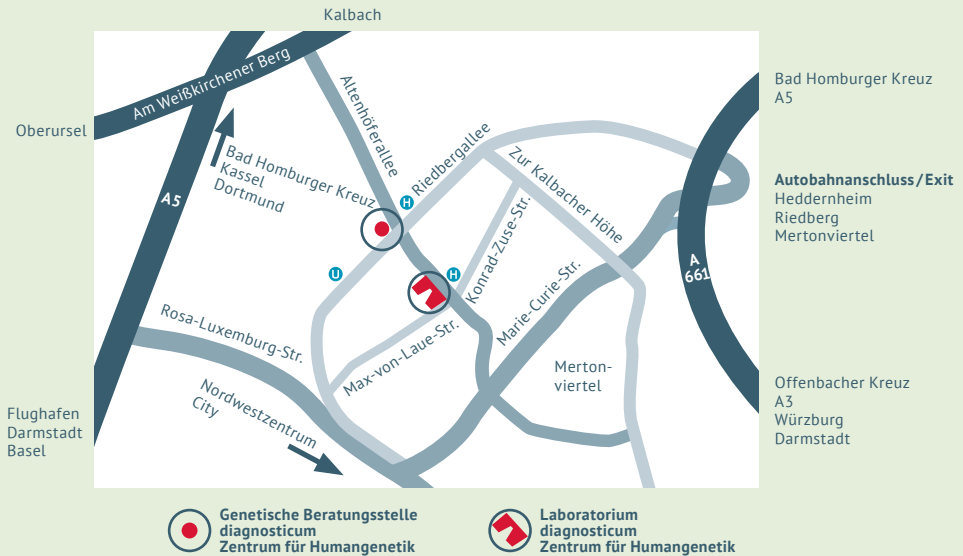 Kalbach
Am Weißkirchener Berg
Oberursel
Altenhöferallee
Bad Homburger Kreuz
A5
Bad Homburger Kreuz
Kassel
Dortmund
A5
Riedbergallee
Zur Kalbacher Höhe
Autobahnanschluss/Exit
Heddernheim
Riedberg
Mertonviertel
H
U
H
Konrad-Zuse-Str.
Marie-Curie-Str.
A
661
Rosa-Luxemburg-Str.
Max-von-Laue-Str.
Merton-
viertel
Nordwestzentrum
City
Flughafen
Darmstadt
Basel
Offenbacher Kreuz
A3
Würzburg
Darmstadt
Genetische Beratungsstelle
diagnosticum
Zentrum für Humangenetik
Laboratorium
diagnosticum
Zentrum für Humangenetik